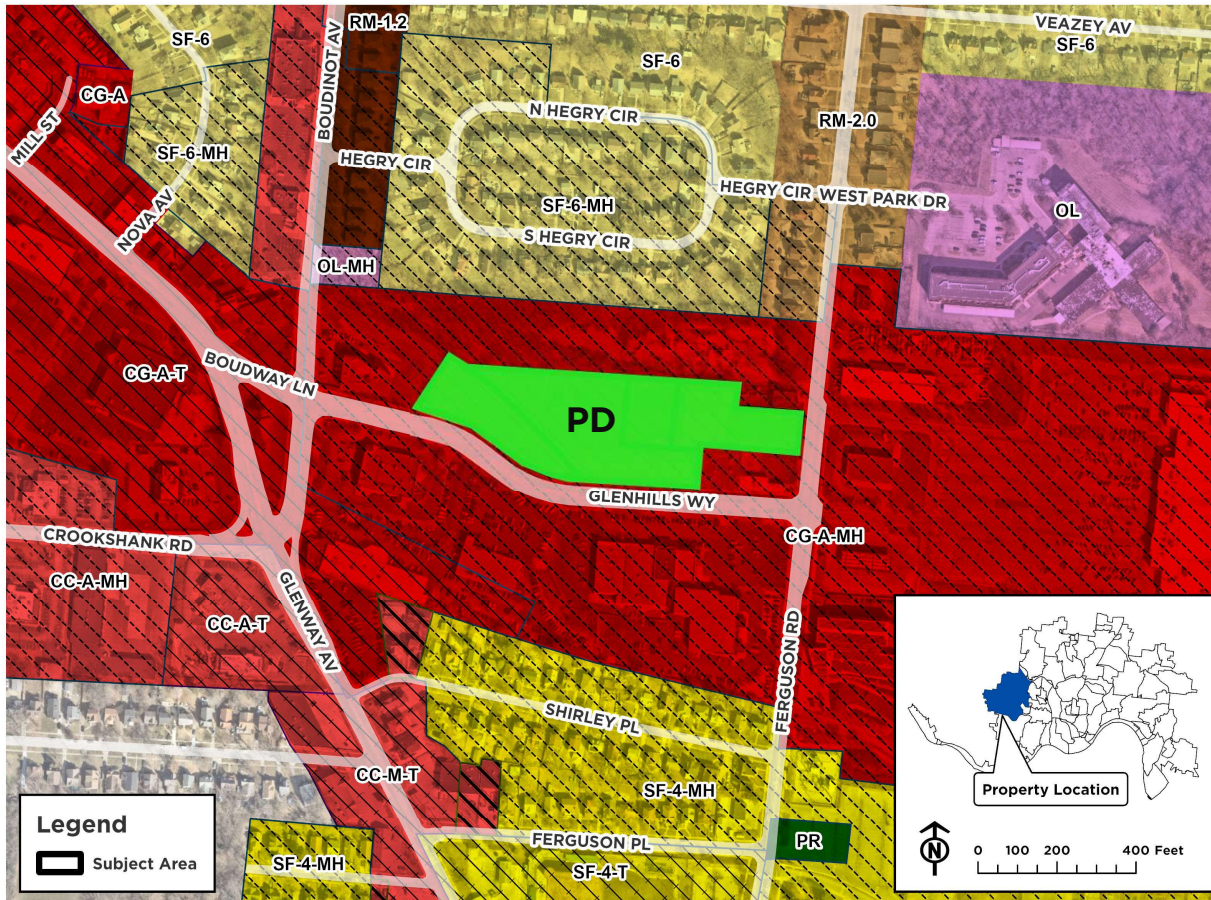 RM-1.2
VEAZEY AV
SF-6
SF-6
SF-6
CG-A
BOUDINOT AV
N HEGRY CIR
RM-2.0
MILL ST
SF-6-MH
HEGRY CIR
HEGRY CIR
WEST PARK DR
SF-6-MH
OL
NOVA AV
S HEGRY CIR
OL-MH
BOUDWAY LN
CG-A-T
PD
GLENHILLS WY
CROOKSHANK RD
CG-A-MH
CC-A-MH
GLENWAY AV
CC-A-T
FERGUSON RD
SHIRLEY PL
CC-M-T
SF-4-MH
Property Location
Legend
Subject Area
FERGUSON PL
PR
SF-4-MH
SF-4-T
N
0 100 200 400 Feet